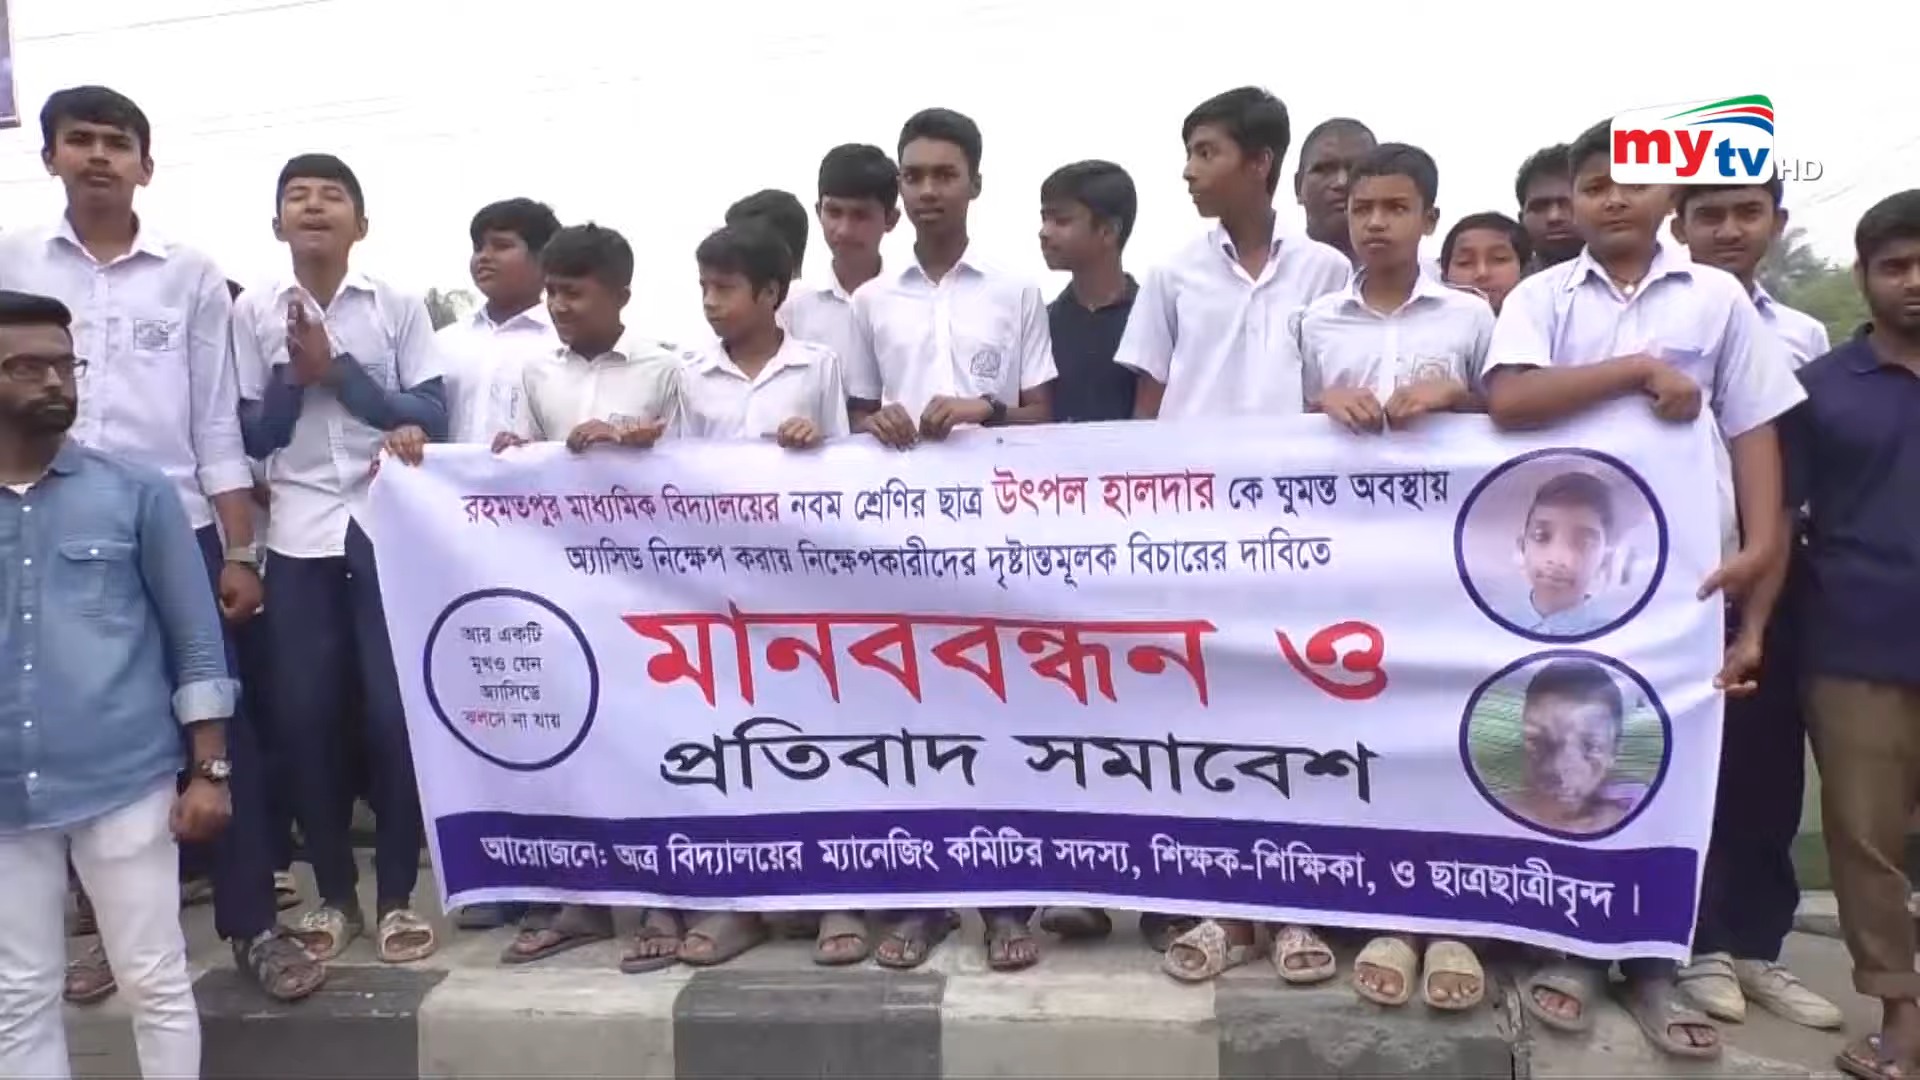 mytv HD
রহমতপুর মাধ্যমিক বিদ্যালয়ের নবম শ্রেণির ছাত্র উৎপল হালদার কে ঘুমন্ত অবস্থায়
অ্যাসিড নিক্ষেপ করায় নিক্ষেপকারীদের দৃষ্টান্তমূলক বিচারের দাবিতে
আর একটি
মুখও যেন
অ্যাসিডে
ঝলসে না যায়
মানববন্ধন ও
প্রতিবাদ সমাবেশ
আয়োজনে: অত্র বিদ্যালয়ের ম্যানেজিং কমিটির সদস্য, শিক্ষক-শিক্ষিকা, ও ছাত্রছাত্রীবৃন্দ ।